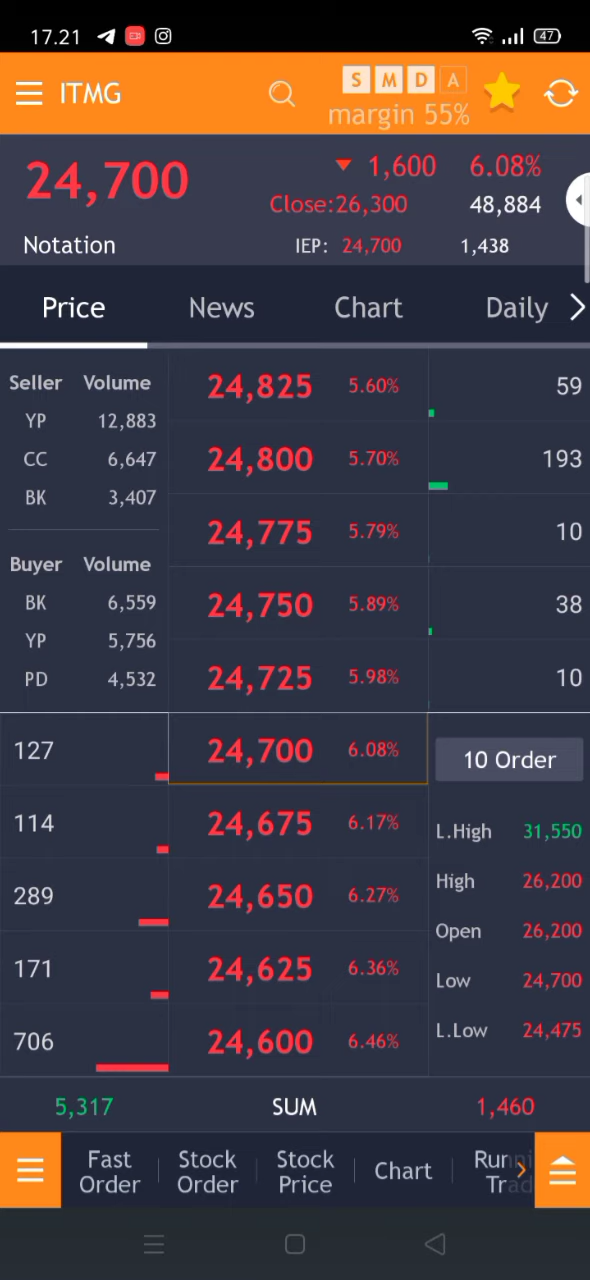 17.21
47
ITMG
S M D A
margin 55%
24,700
1,600 6.08%
Close:26,300 48,884
Notation IEP: 24,700 1,438
Price News Chart Daily
Seller Volume
YP 12,883
CC 6,647
BK 3,407
Buyer Volume
BK 6,559
YP 5,756
PD 4,532
24,825 5.60% 59
24,800 5.70% 193
24,775 5.79% 10
24,750 5.89% 38
24,725 5.98% 10
127 24,700 6.08%
114 24,675 6.17%
289 24,650 6.27%
171 24,625 6.36%
706 24,600 6.46%
10 Order
L.High 31,550
High 26,200
Open 26,200
Low 24,700
L.Low 24,475
5,317 SUM 1,460
Fast Order
Stock Order
Stock Price
Chart
Runni
Trad